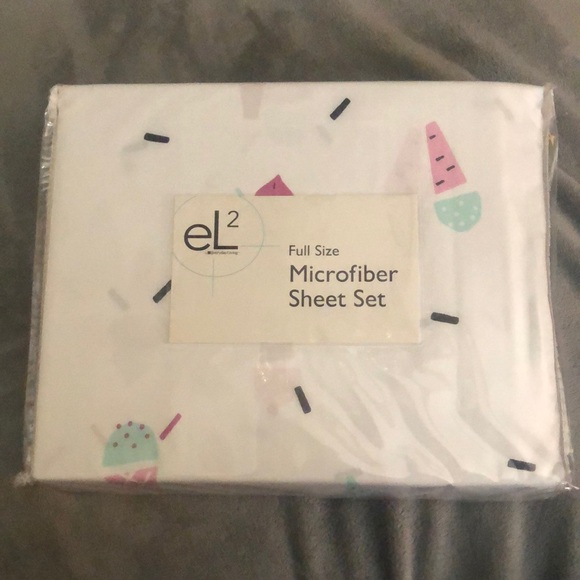 eL2
Full Size
Microfiber
Sheet Set